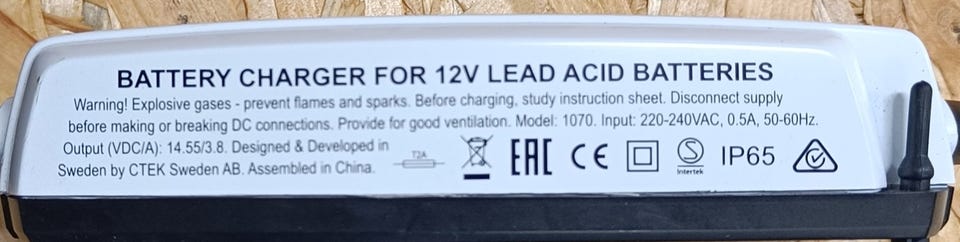 BATTERY CHARGER FOR 12V LEAD ACID BATTERIES
Warning! Explosive gases - prevent flames and sparks. Before charging, study instruction sheet. Disconnect supply
before making or breaking DC connections. Provide for good ventilation. Model: 1070. Input: 220-240VAC, 0.5A, 50-60Hz.
Output (VDC/A): 14.55/3.8. Designed & Developed in
Sweden by CTEK Sweden AB. Assembled in China.
T2A
EAC CE S Intertek IP65